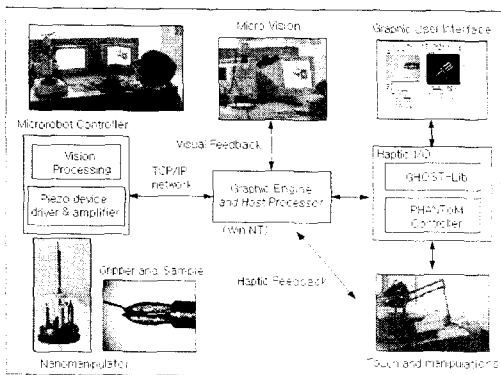 Micro Vision
Graphic User Interface
Microrobot Controller
Visual Feedback
Vision
Processing
TCP/IP
network
Piezo device
driver & amplifier
Graphic Engine
and Host Processor
(Win NT)
Haptic I/O
GHOST-Lib
PHANToM
Controller
Gripper and Sample
Haptic Feedback
Nanomanipulator
Touch and manipulations